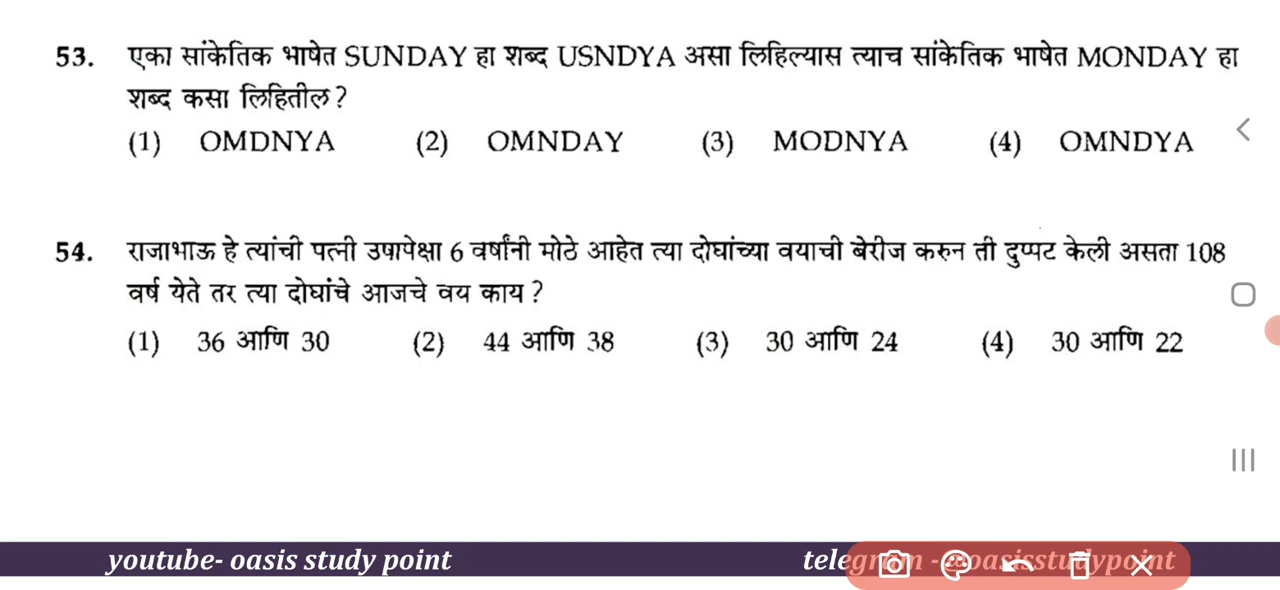 53. एका सांकेतिक भाषेत SUNDAY हा शब्द USNDYA असा लिहिल्यास त्याच सांकेतिक भाषेत MONDAY हा
शब्द कसा लिहितील ?
(1) OMDNYA (2) OMNDAY (3) MODNYA (4) OMNDYA
54. राजाभाऊ हे त्यांची पत्नी उषापेक्षा 6 वर्षांनी मोठे आहेत त्या दोघांच्या वयाची बेरीज करुन ती दुप्पट केली असता 108
वर्ष येते तर त्या दोघांचे आजचे वय काय ?
(1) 36 आणि 30 (2) 44 आणि 38 (3) 30 आणि 24 (4) 30 आणि 22
youtube- oasis study point
telegram -@oasisstudypoint